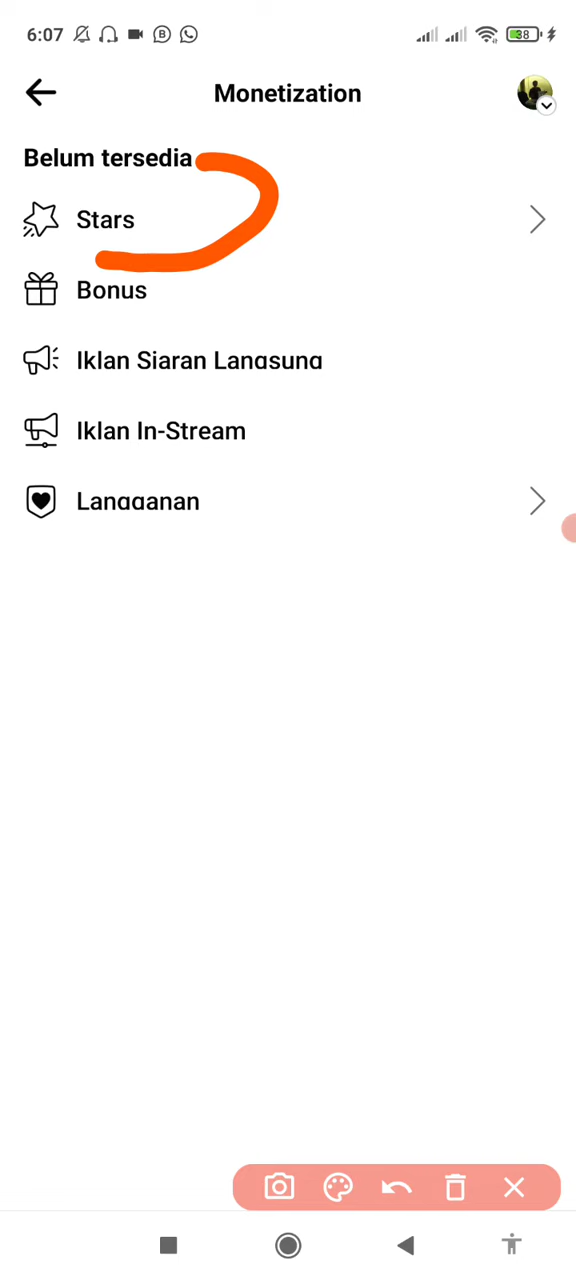 6:07
38
Monetization
Belum tersedia
Stars
Bonus
Iklan Siaran Langsung
Iklan In-Stream
Langganan